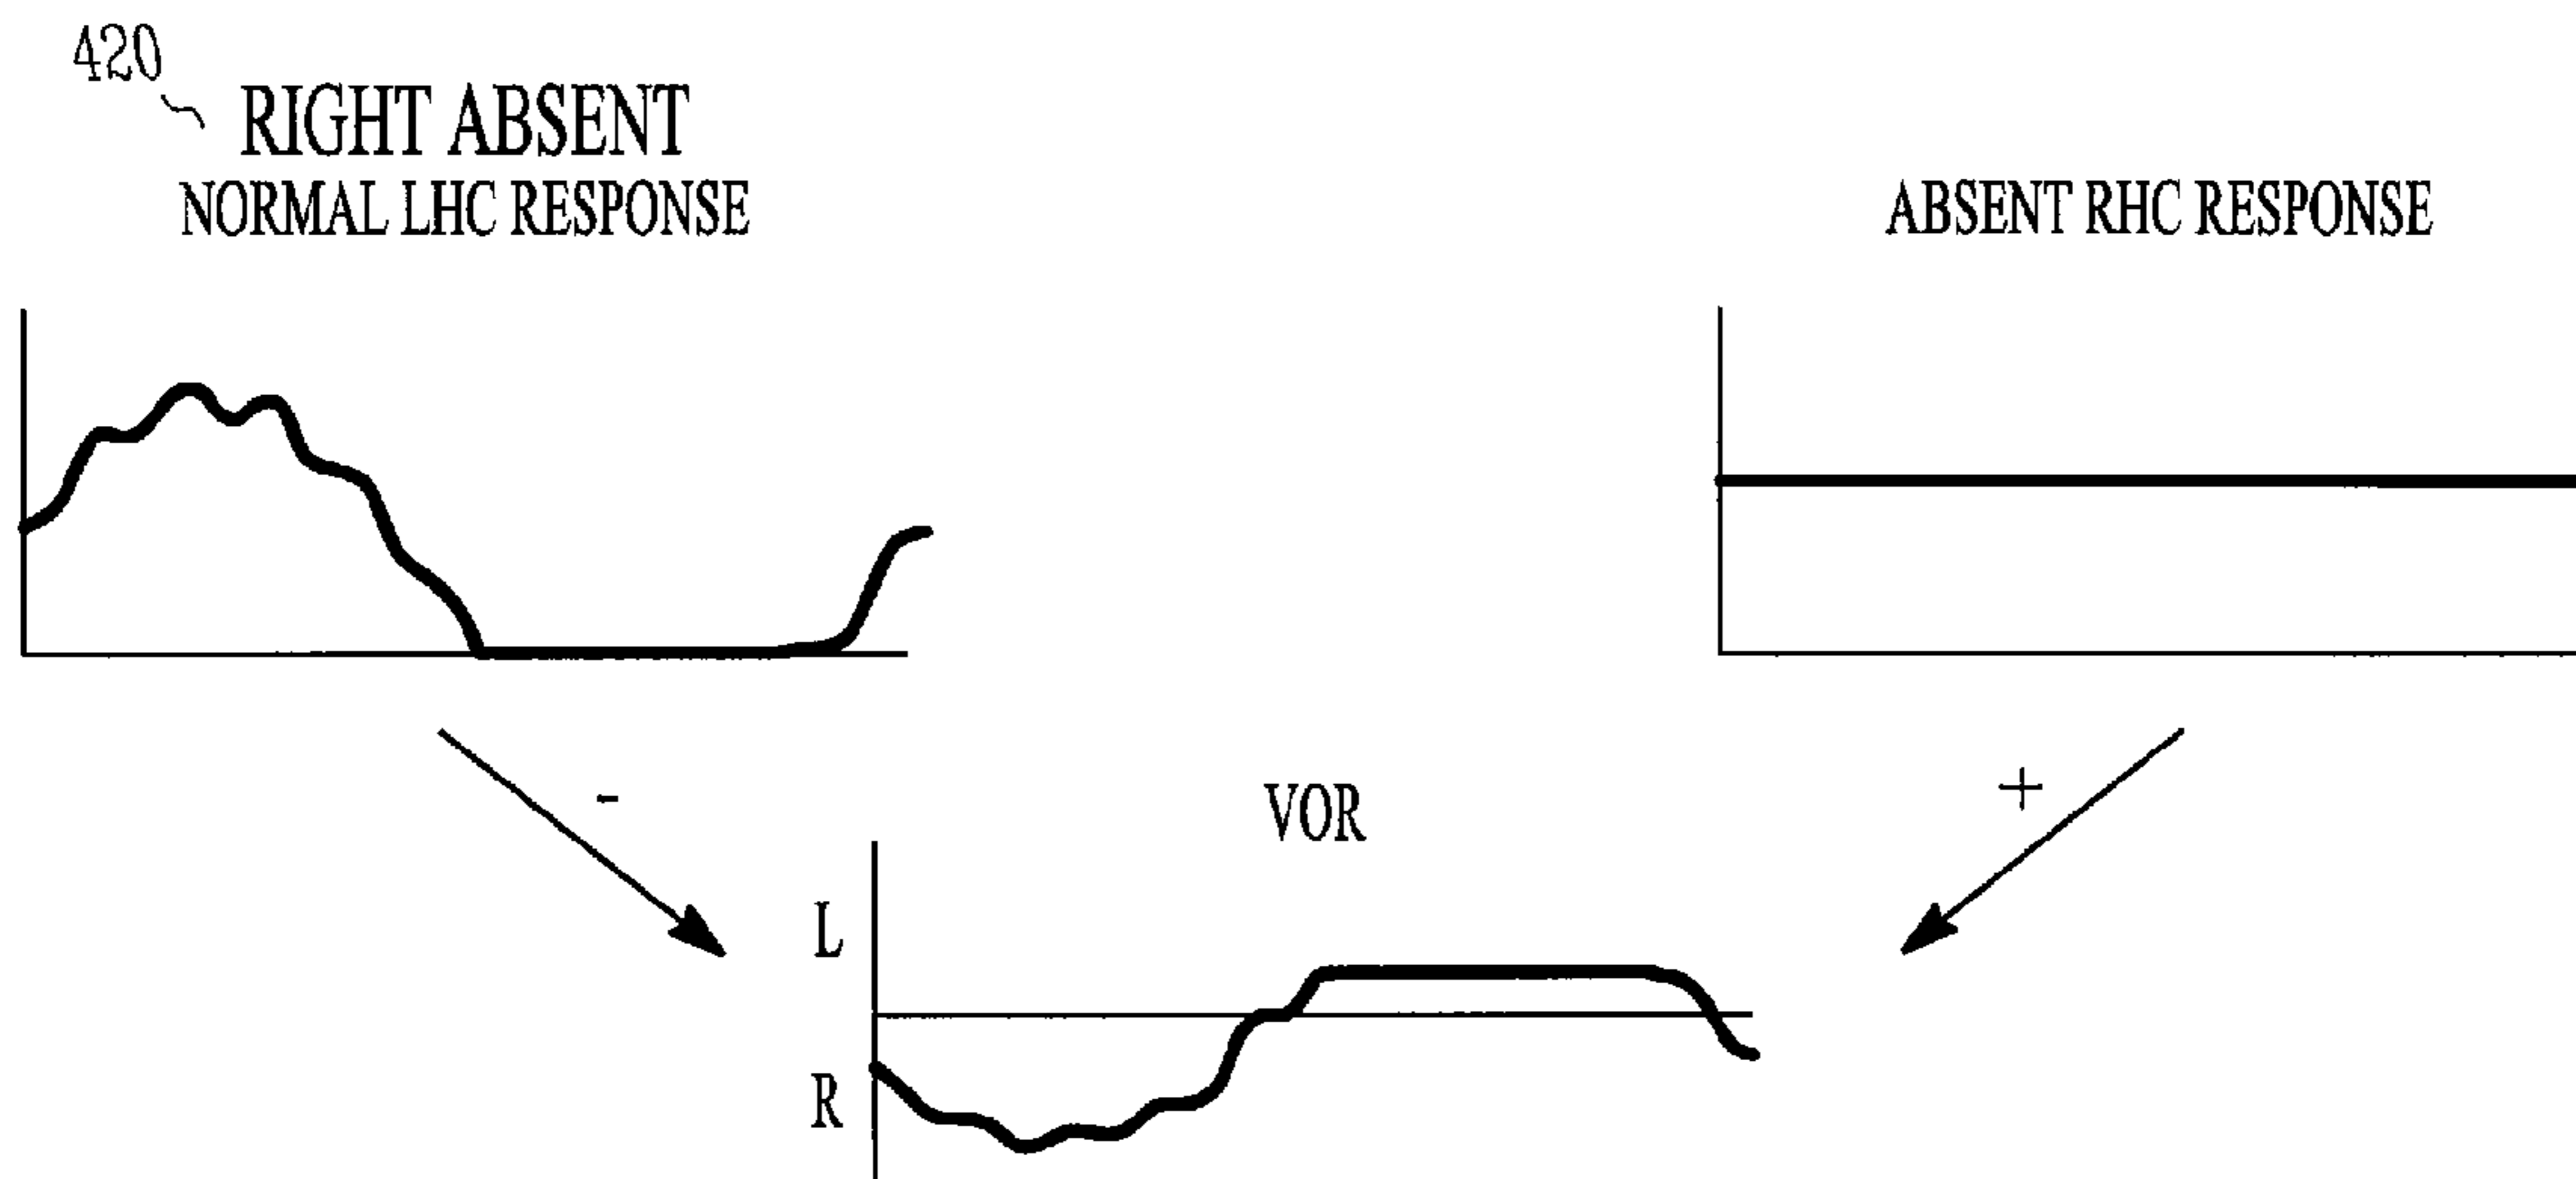 420
RIGHT ABSENT
NORMAL LHC RESPONSE
ABSENT RHC RESPONSE
-
+
VOR
L
R